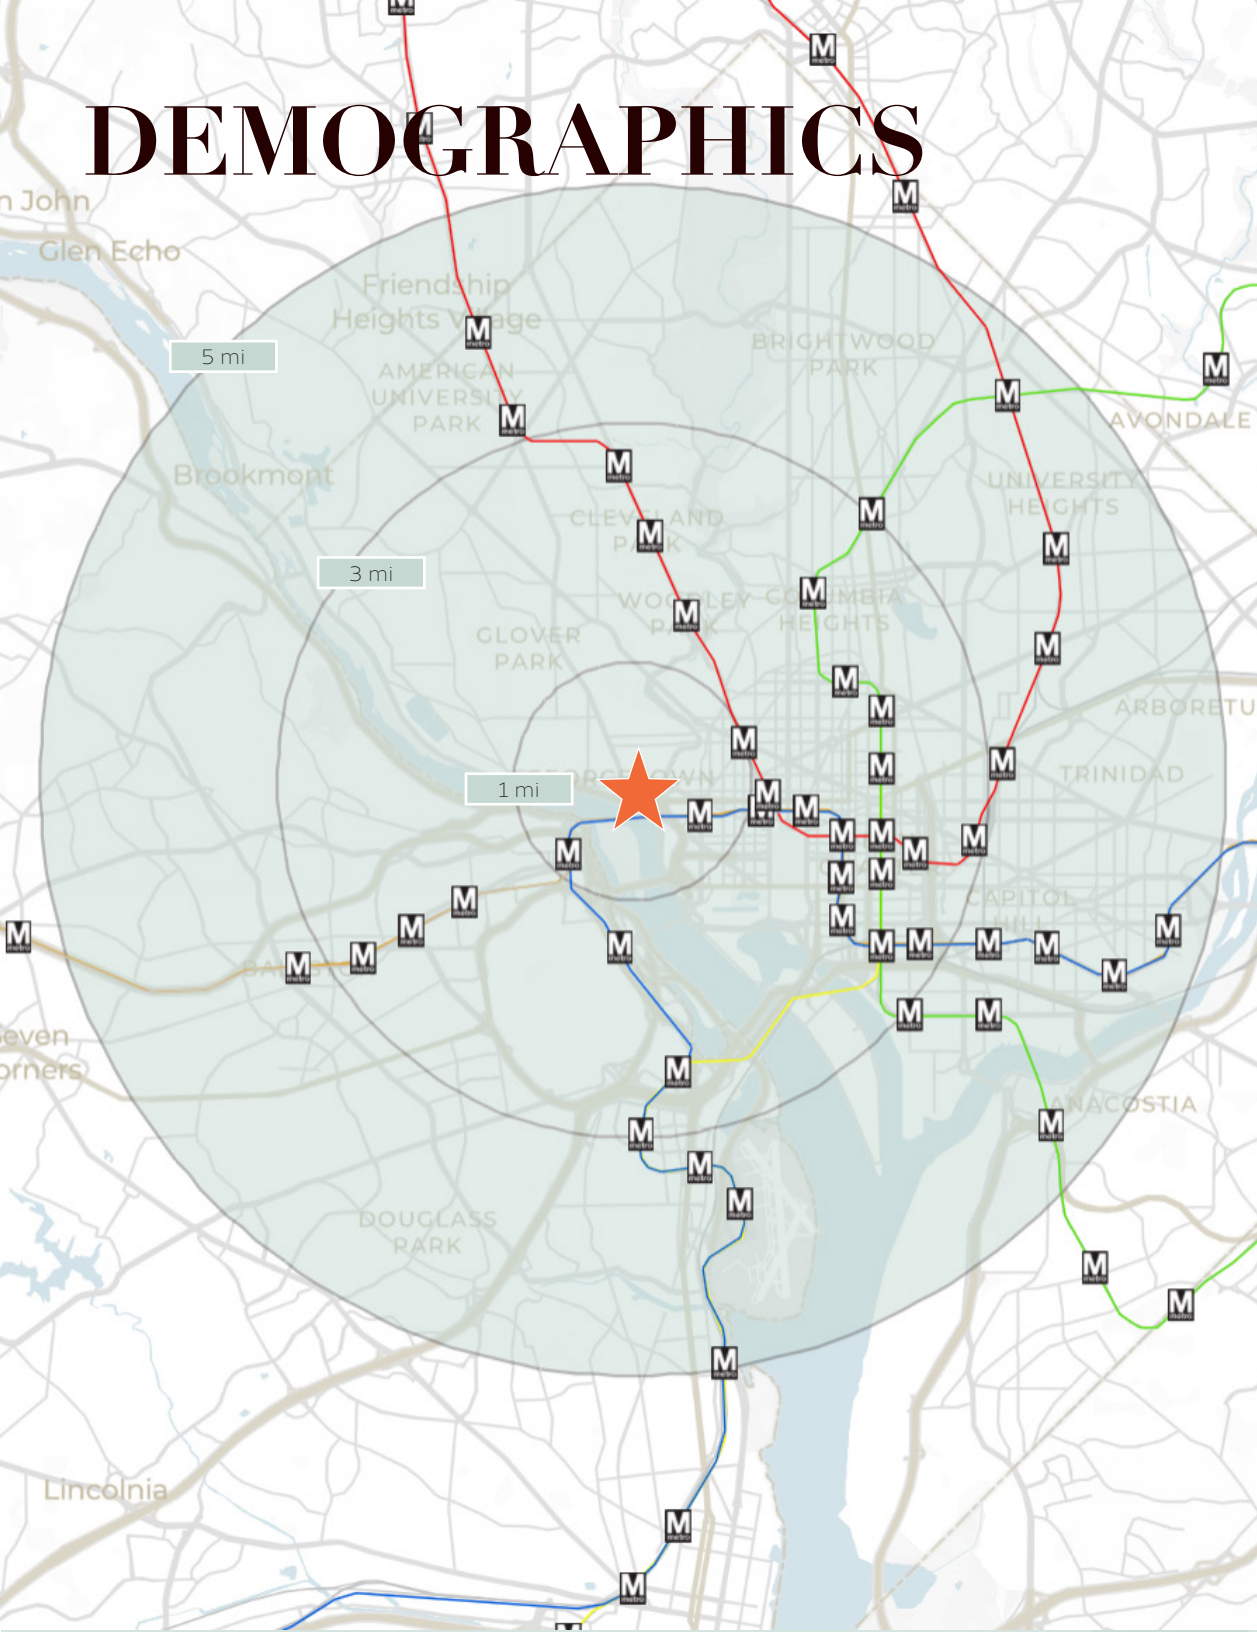 DEMOGRAPHICS
n John
Glen Echo
Friendship
Heights Village
5 mi
BRIGHTWOOD
PARK
AMERICAN
UNIVERSITY
PARK
AVONDALE
Brookmont
UNIVERSITY
HEIGHTS
CLEVELAND
PARK
3 mi
WOODLEY
PARK
COLUMBIA
HEIGHTS
GLOVER
PARK
ARBORETU
GEORGETOWN
TRINIDAD
1 mi
CAPITOL
HILL
even
orners
ANACOSTIA
DOUGLASS
PARK
Lincolnia
M
metro